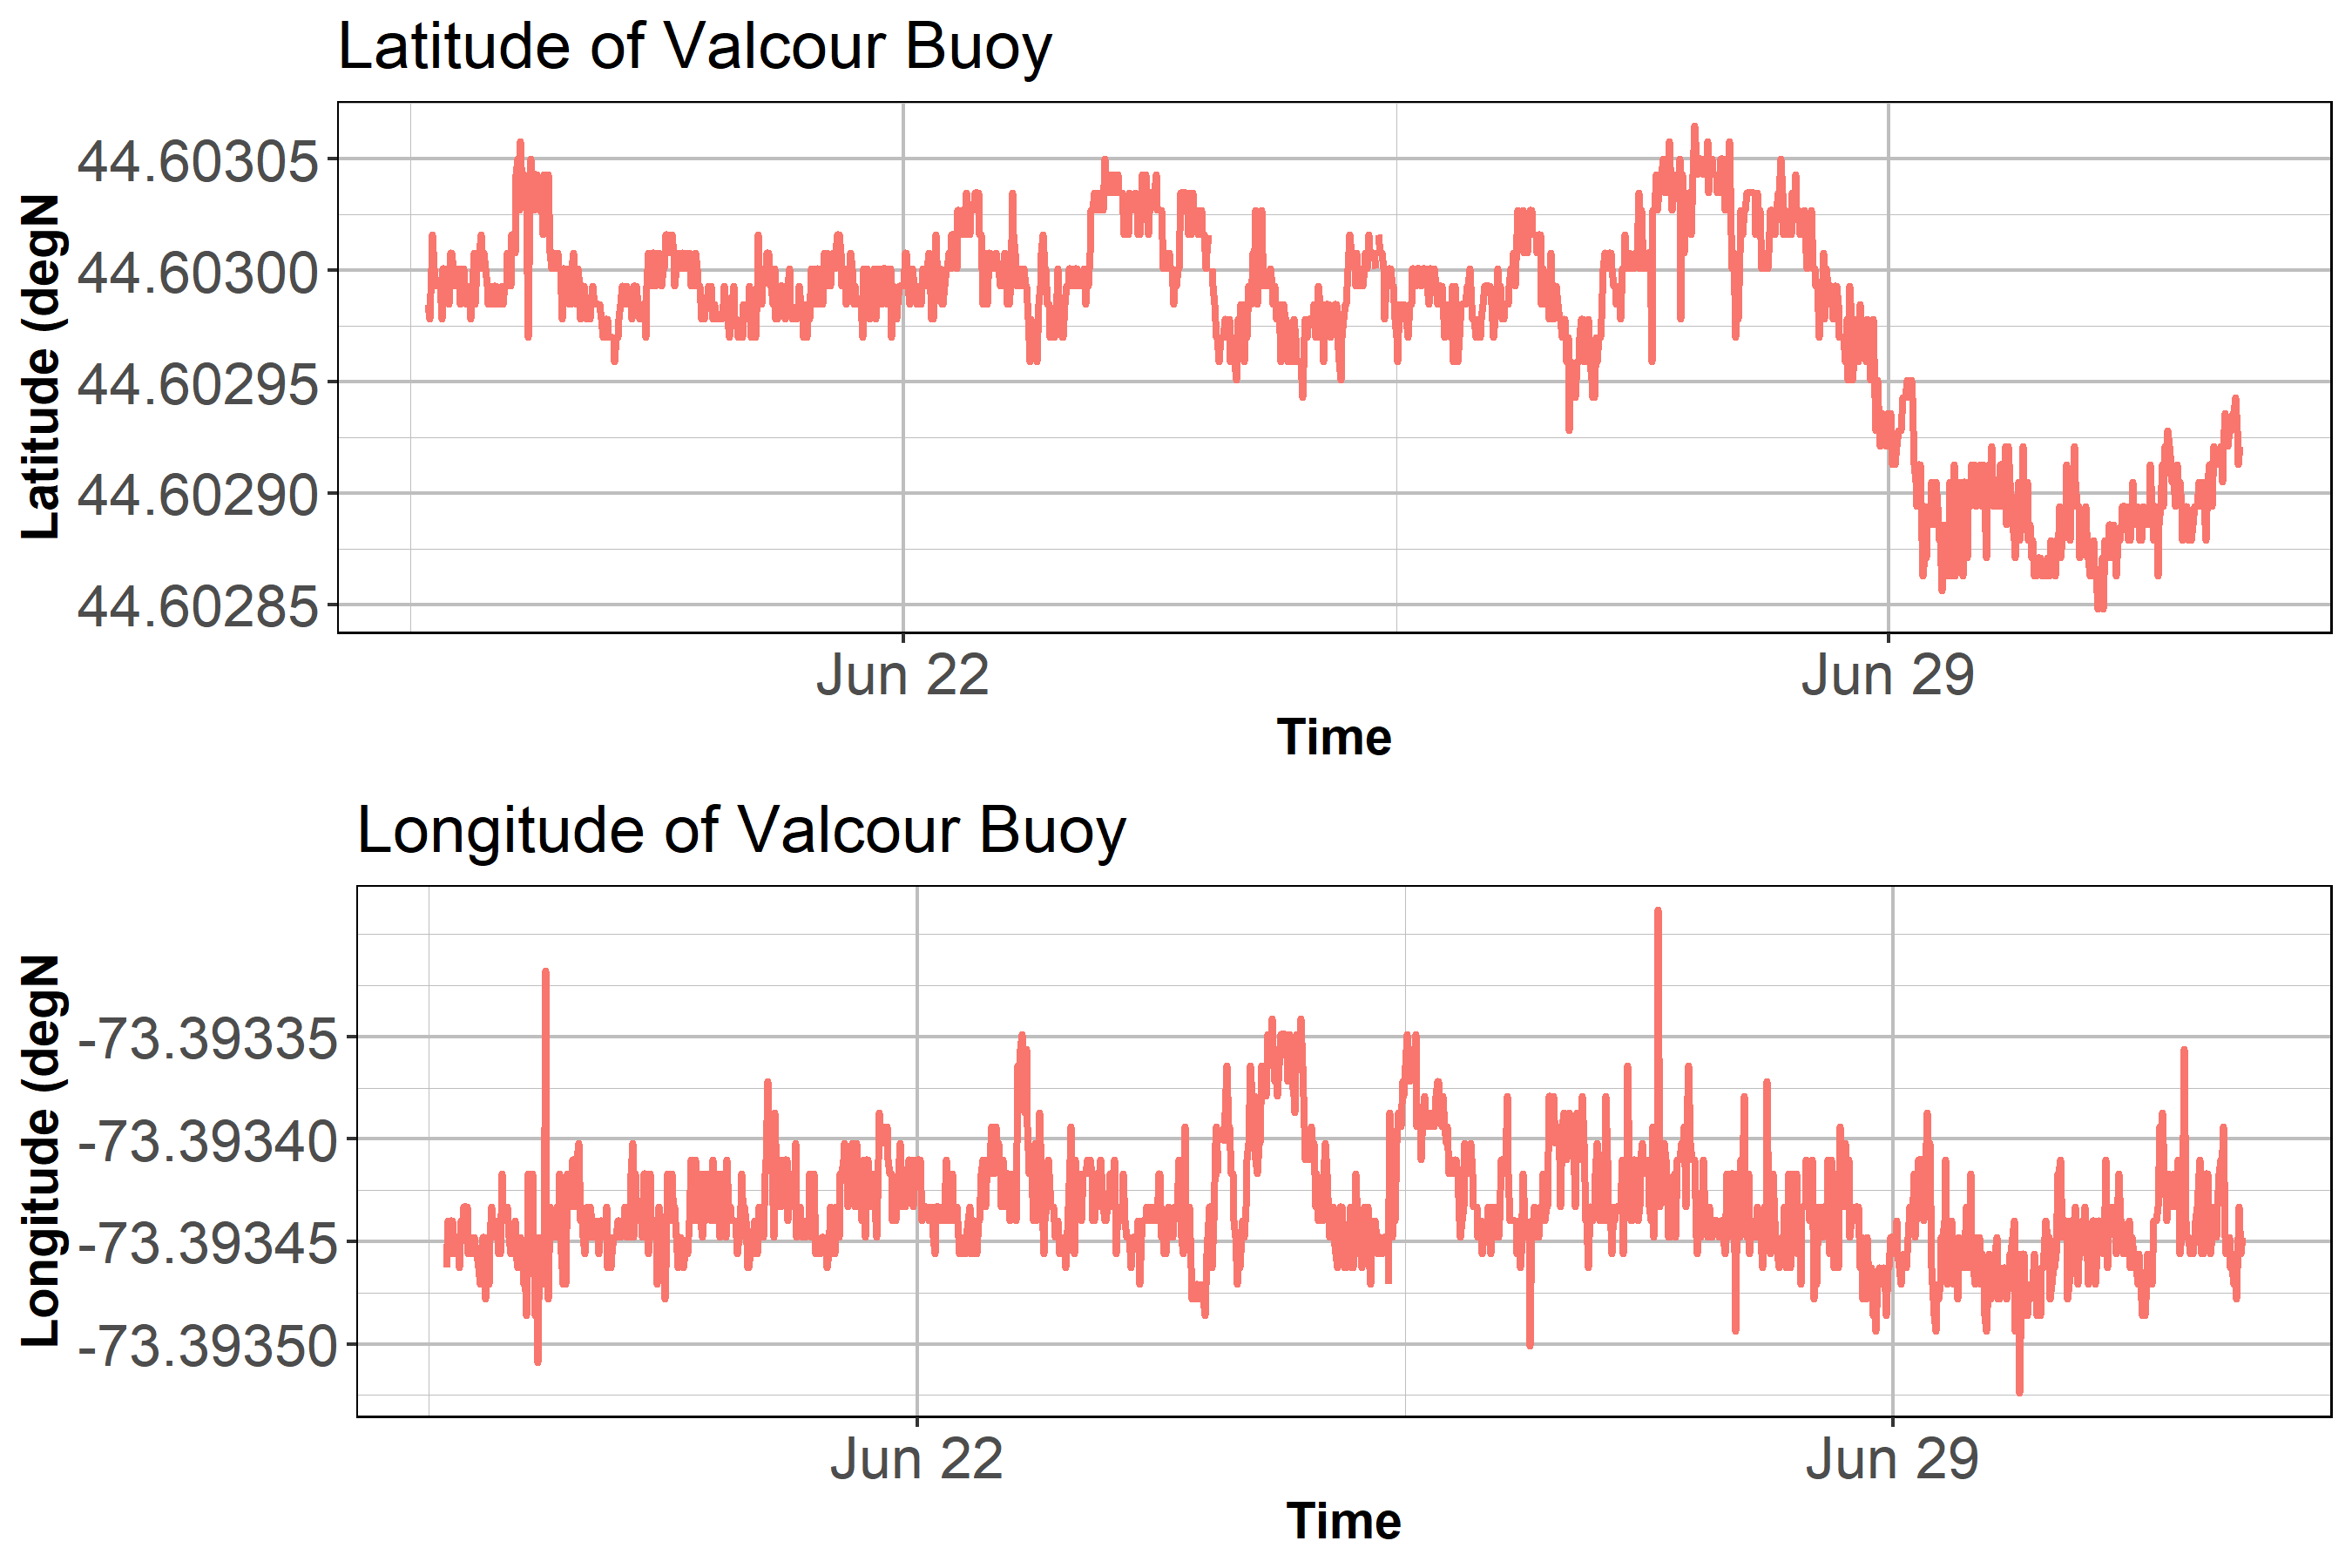 Latitude of Valcour Buoy
Latitude (degN
44.60305
44.60300
44.60295
44.60290
44.60285
Jun 22
Jun 29
Time
Longitude of Valcour Buoy
Longitude (degN
-73.39335
-73.39340
-73.39345
-73.39350
Jun 22
Jun 29
Time